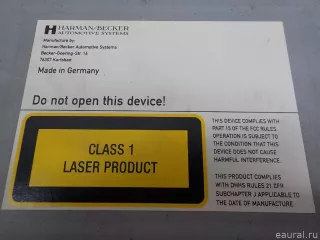 HARMAN/BECKER
AUTOMOTIVE SYSTEMS
Manufacture by:
Harman/Becker Automotive Systems
Becker-Goering-Str. 16
76307 Karlsbad
Made in Germany
Do not open this device!
CLASS 1
LASER PRODUCT
THIS DEVICE COMPLIES WITH
PART 15 OF THE FCC RULES.
OPERATION IS SUBJECT TO
THE CONDITION THAT THIS
DEVICE DOES NOT CAUSE
HARMFUL INTERFERENCE.
THIS PRODUCT COMPLIES
WITH DHHS RULES 21 CFR
SUBCHAPTER J APPLICABLE TO
THE DATE OF MANUFACTURE.
eaural.ru